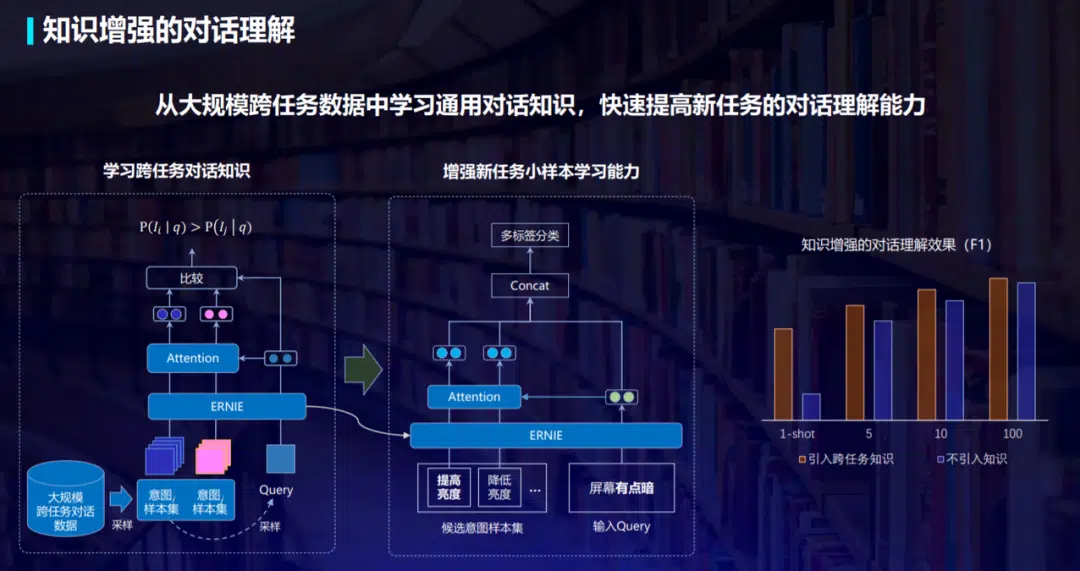 知识增强的对话理解
从大规模跨任务数据中学习通用对话知识，快速提高新任务的对话理解能力
学习跨任务对话知识
P(Iᵢ | q) > P(Iⱼ | q)
比较
Attention
ERNIE
大规模
跨任务对话
数据
采样
意图,
样本集
意图,
样本集
Query
采样
增强新任务小样本学习能力
多标签分类
Concat
Attention
ERNIE
提高
亮度
降低
亮度
...
候选意图样本集
屏幕有点暗
输入Query
知识增强的对话理解效果（F1）
1-shot 5 10 100
引入跨任务知识 不引入知识